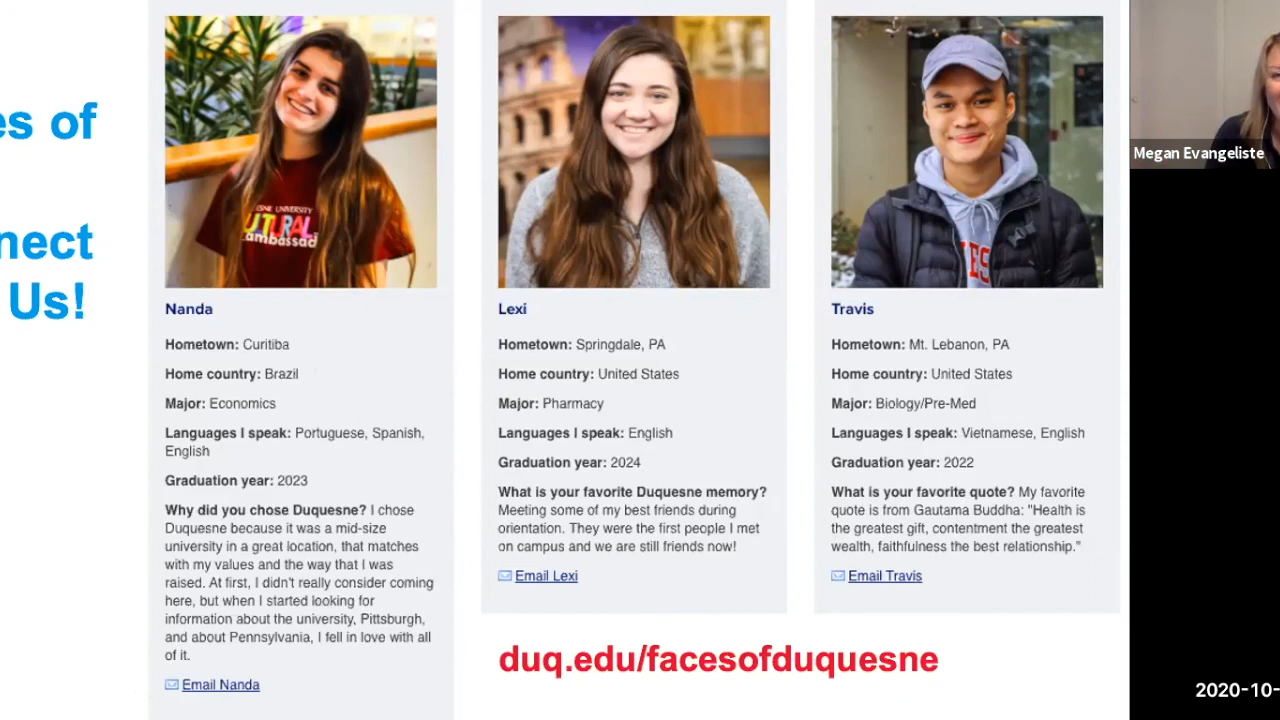 es of
nnect
Us!
ESNE UNIVERSITY
UTURAL
ambassad
ES
Nanda
Hometown: Curitiba
Home country: Brazil
Major: Economics
Languages I speak: Portuguese, Spanish,
English
Graduation year: 2023
Why did you chose Duquesne? I chose
Duquesne because it was a mid-size
university in a great location, that matches
with my values and the way that I was
raised. At first, I didn't really consider coming
here, but when I started looking for
information about the university, Pittsburgh,
and about Pennsylvania, I fell in love with all
of it.
Email Nanda
Lexi
Hometown: Springdale, PA
Home country: United States
Major: Pharmacy
Languages I speak: English
Graduation year: 2024
What is your favorite Duquesne memory?
Meeting some of my best friends during
orientation. They were the first people I met
on campus and we are still friends now!
Email Lexi
Travis
Hometown: Mt. Lebanon, PA
Home country: United States
Major: Biology/Pre-Med
Languages I speak: Vietnamese, English
Graduation year: 2022
What is your favorite quote? My favorite
quote is from Gautama Buddha: "Health is
the greatest gift, contentment the greatest
wealth, faithfulness the best relationship."
Email Travis
duq.edu/facesofduquesne
Megan Evangeliste
2020-10-